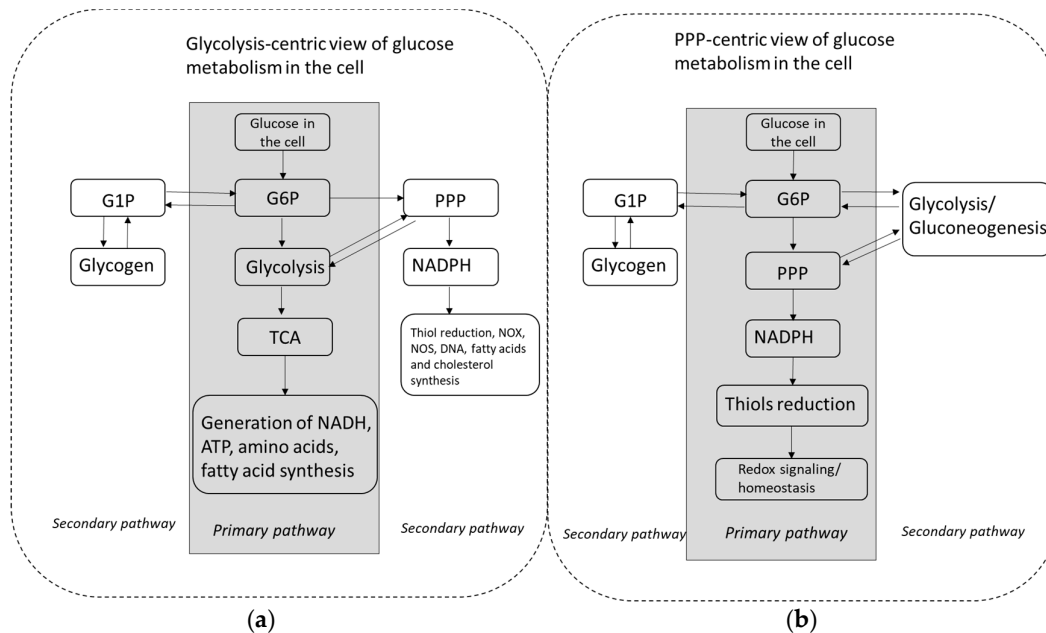 Glycolysis-centric view of glucose
metabolism in the cell
Glucose in
the cell
G1P
G6P
PPP
Glycogen
Glycolysis
NADPH
TCA
Thiol reduction, NOX,
NOS, DNA, fatty acids
and cholesterol
synthesis
Generation of NADH,
ATP, amino acids,
fatty acid synthesis
Secondary pathway
Primary pathway
Secondary pathway
(a)
PPP-centric view of glucose
metabolism in the cell
Glucose in
the cell
G1P
G6P
Glycolysis/
Gluconeogenesis
Glycogen
PPP
NADPH
Thiols reduction
Redox signaling/
homeostasis
Secondary pathway
Primary pathway
Secondary pathway
(b)